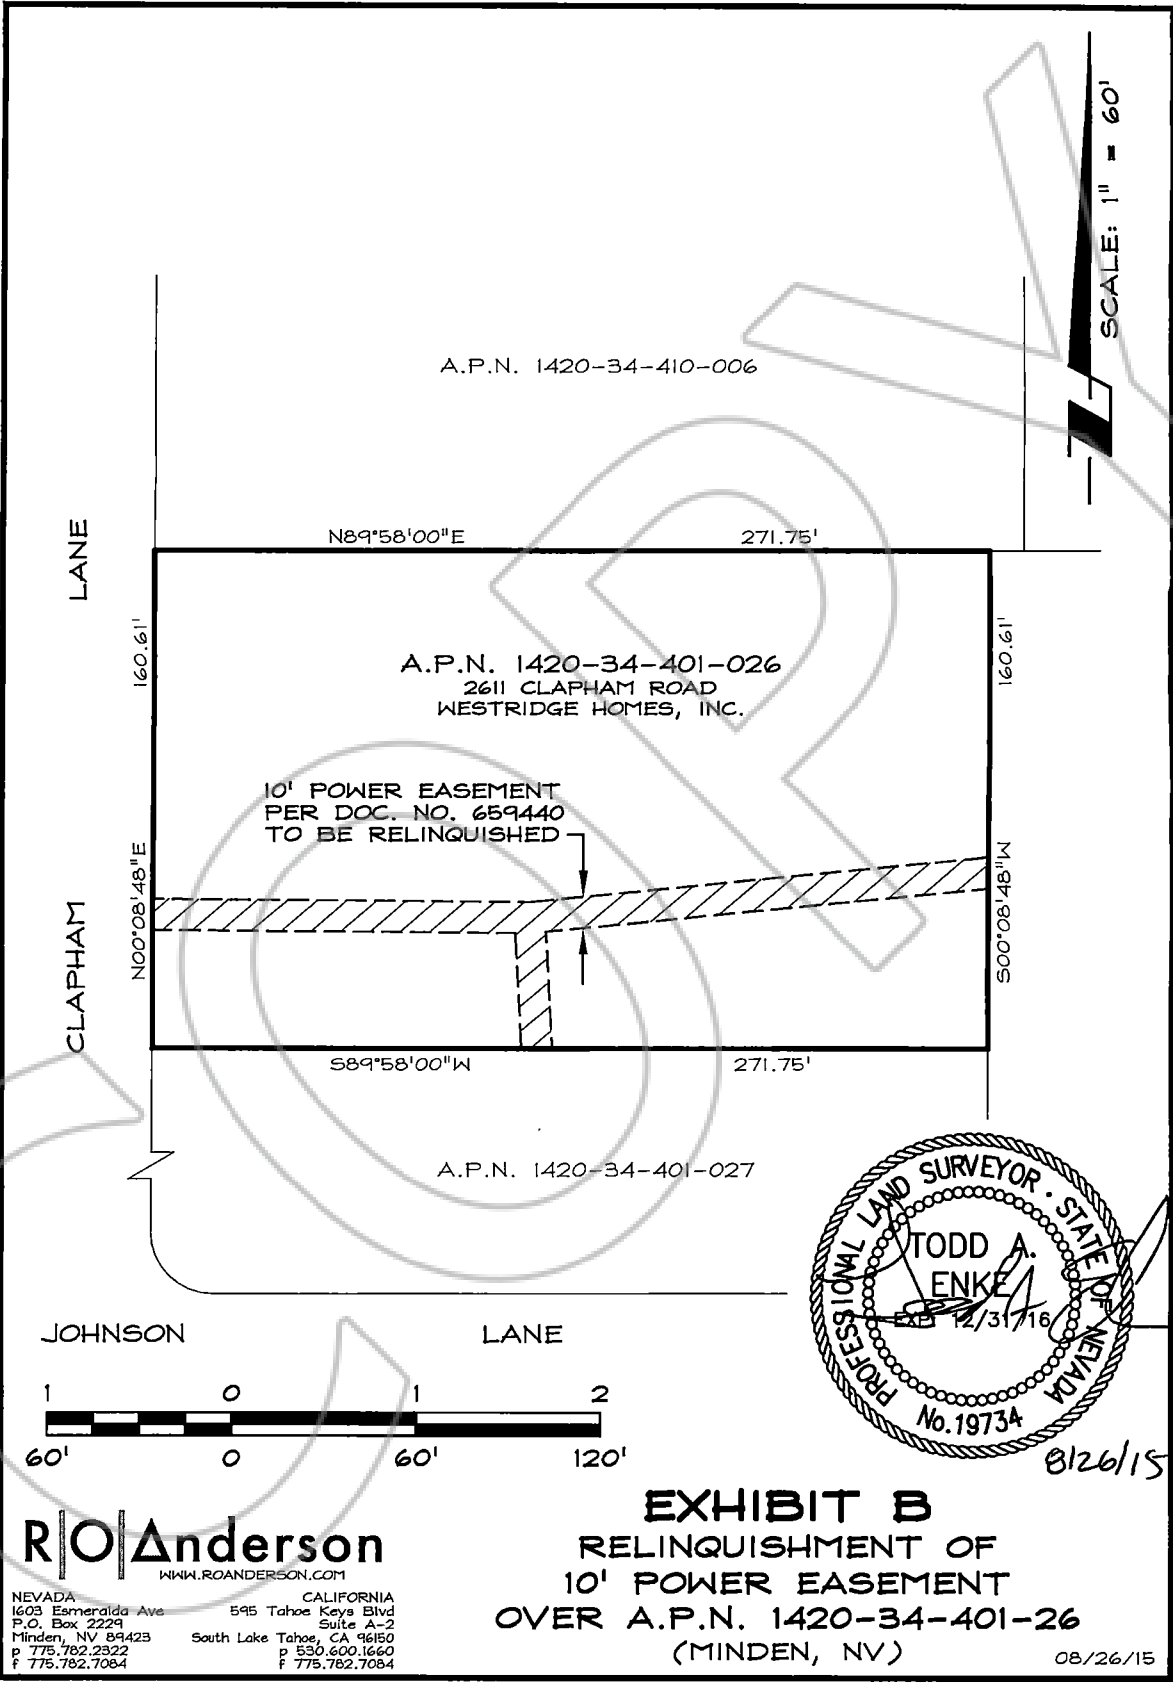 SCALE: 1" = 60'
A.P.N. 1420-34-410-006
LANE
N89°58'00"E 271.75'
160.61'
160.61'
A.P.N. 1420-34-401-026
2611 CLAPHAM ROAD
WESTRIDGE HOMES, INC.
10' POWER EASEMENT
PER DOC. NO. 659440
TO BE RELINQUISHED
N00°08'48"E
S00°08'48"W
CLAPHAM
S89°58'00"W 271.75'
A.P.N. 1420-34-401-027
PROFESSIONAL LAND SURVEYOR · STATE OF NEVADA
TODD A.
ENKE
EXP. 12/31/16
No. 19734
8/26/15
JOHNSON LANE
1 0 1 2
60' 0 60' 120'
R|O|Anderson
WWW.ROANDERSON.COM
NEVADA
1603 Esmeralda Ave
P.O. Box 2229
Minden, NV 89423
p 775.782.2322
f 775.782.7084
CALIFORNIA
595 Tahoe Keys Blvd
Suite A-2
South Lake Tahoe, CA 96150
p 530.600.1660
f 775.782.7084
EXHIBIT B
RELINQUISHMENT OF
10' POWER EASEMENT
OVER A.P.N. 1420-34-401-26
(MINDEN, NV)
08/26/15
COPY